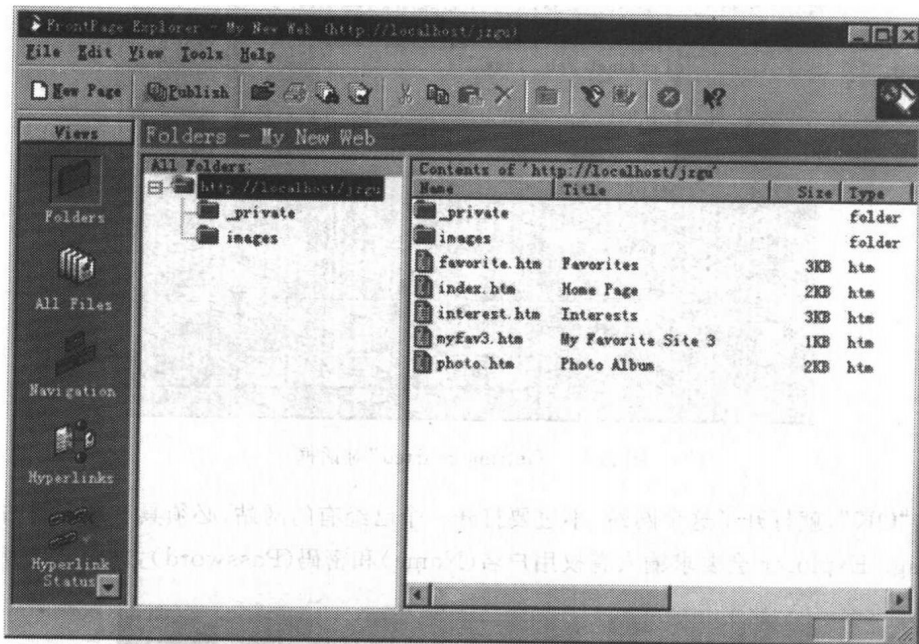 FrontPage Explorer - My New Web (http://localhost/jzgu)
File Edit View Tools Help
New Page Publish
Views
Folders - My New Web
Folders
All Files
Navigation
Hyperlinks
Hyperlink Status
All Folders:
http://localhost/jzgu
_private
images
Contents of 'http://localhost/jzgu'
Name Title Size Type
_private folder
images folder
favorite.htm Favorites 3KB htm
index.htm Home Page 2KB htm
interest.htm Interests 3KB htm
myfav3.htm My Favorite Site 3 1KB htm
photo.htm Photo Album 2KB htm